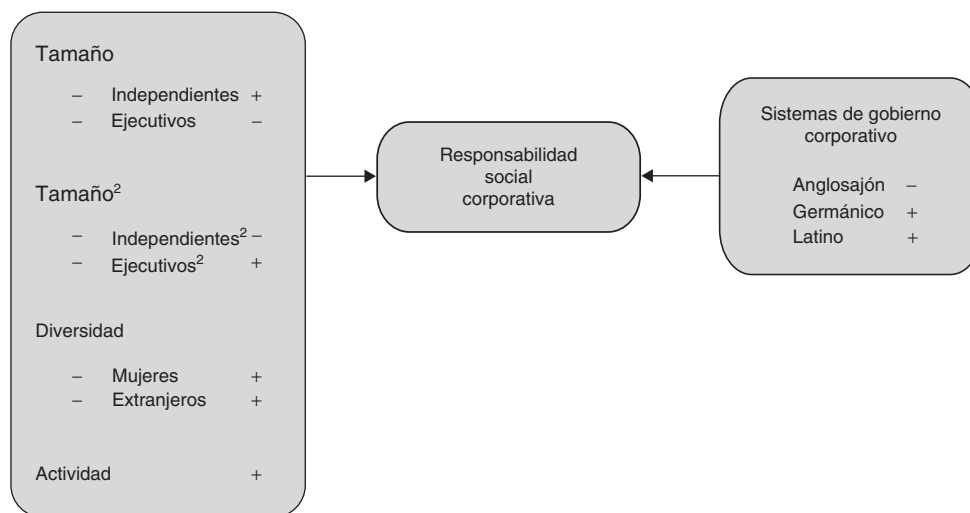 Tamaño
– Independientes +
– Ejecutivos –
Tamaño²
– Independientes² –
– Ejecutivos² +
Diversidad
– Mujeres +
– Extranjeros +
Actividad +
Responsabilidad
social
corporativa
Sistemas de gobierno
corporativo
Anglosajón –
Germánico +
Latino +